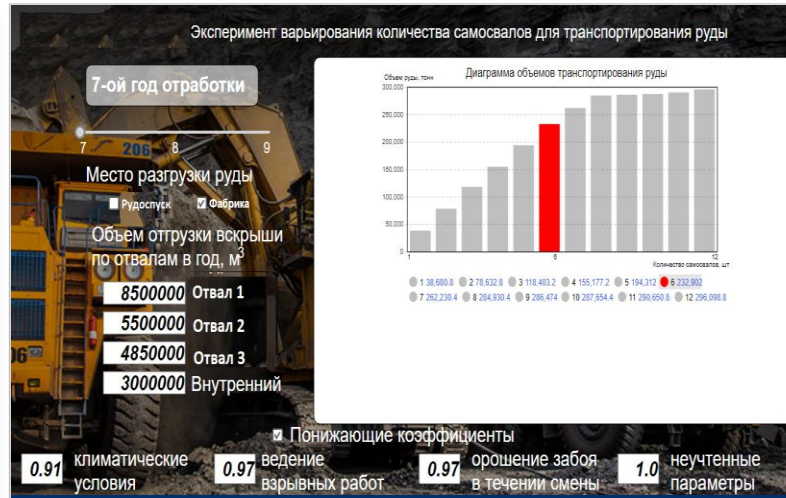 Эксперимент варьирования количества самосвалов для транспортирования руды
7-ой год отработки
7 8 9
206
Место разгрузки руды
Рудоспуск Фабрика
Объем отгрузки вскрыши
по отвалам в год, м3
8500000 Отвал 1
5500000 Отвал 2
4850000 Отвал 3
3000000 Внутренний
Объем руды, тонн
Диаграмма объемов транспортирования руды
300,000
250,000
200,000
150,000
100,000
50,000
0
1 6 12
Количество самосвалов, шт
1 38,680.8 2 78,632.8 3 118,403.2 4 155,177.2 5 194,312 6 232,902
7 262,230.4 8 284,930.4 9 286,474 10 287,554.4 11 290,650.8 12 296,098.8
Понижающие коэффициенты
0.91 климатические условия
0.97 ведение взрывных работ
0.97 орошение забоя в течении смены
1.0 неучтенные параметры